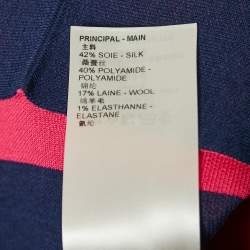 PRINCIPAL - MAIN
主料
42% SOIE - SILK
桑蠶丝
40% POLYAMIDE -
POLYAMIDE
锦纶
17% LAINE - WOOL
绵羊毛
1% ELASTHANNE -
ELASTANE
氨纶